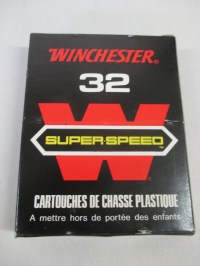 WINCHESTER®
32
W
SUPER-SPEED
CARTOUCHES DE CHASSE PLASTIQUE
A mettre hors de portée des enfants